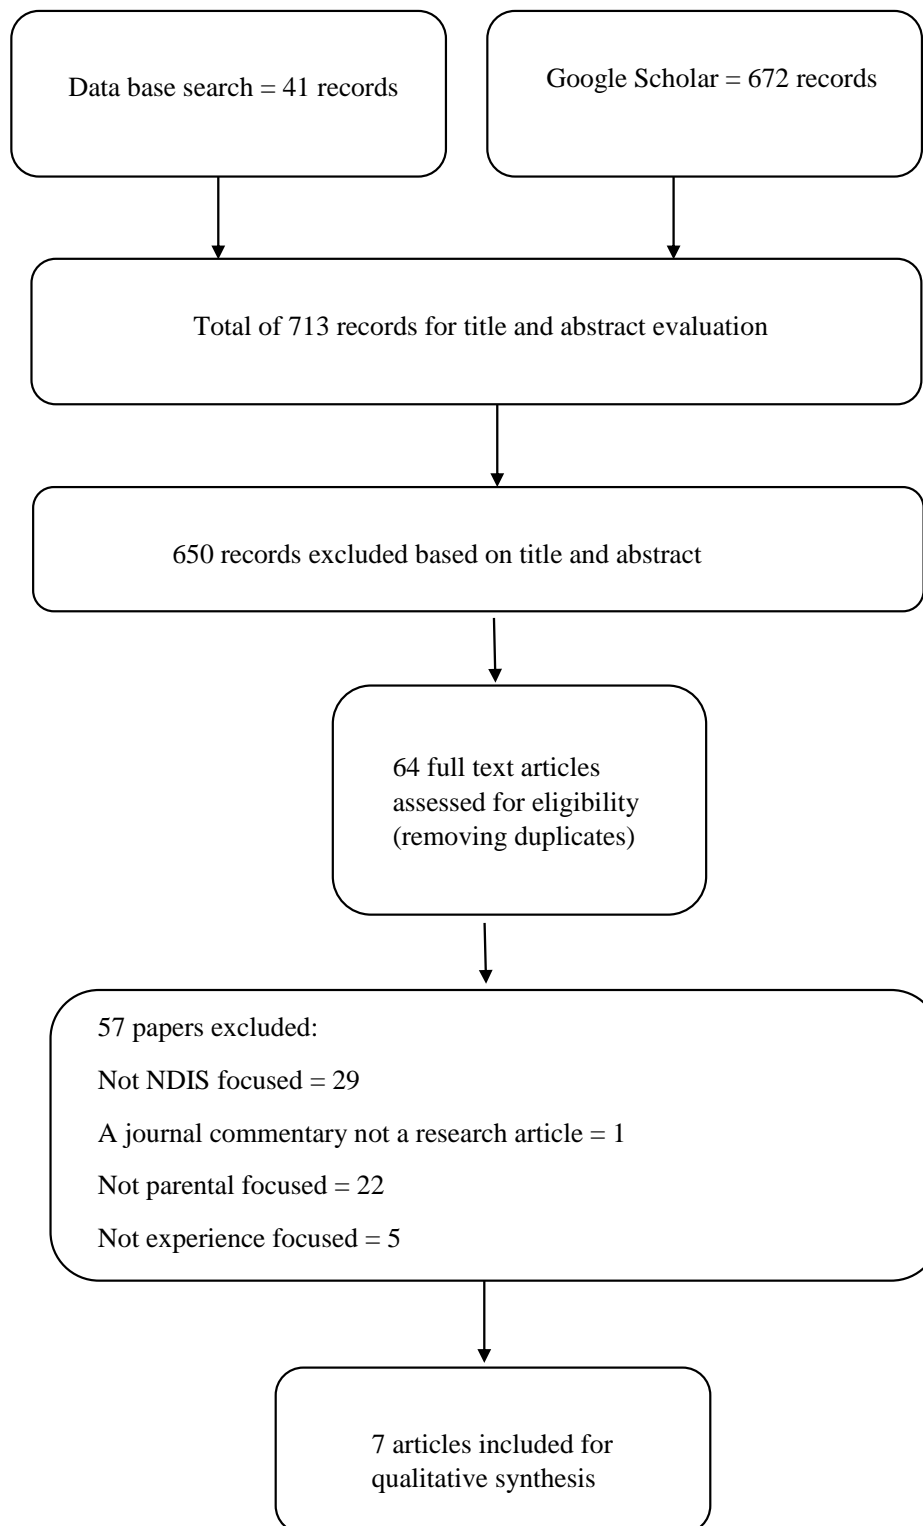 Data base search = 41 records
Google Scholar = 672 records
Total of 713 records for title and abstract evaluation
650 records excluded based on title and abstract
64 full text articles
assessed for eligibility
(removing duplicates)
57 papers excluded:
Not NDIS focused = 29
A journal commentary not a research article = 1
Not parental focused = 22
Not experience focused = 5
7 articles included for
qualitative synthesis